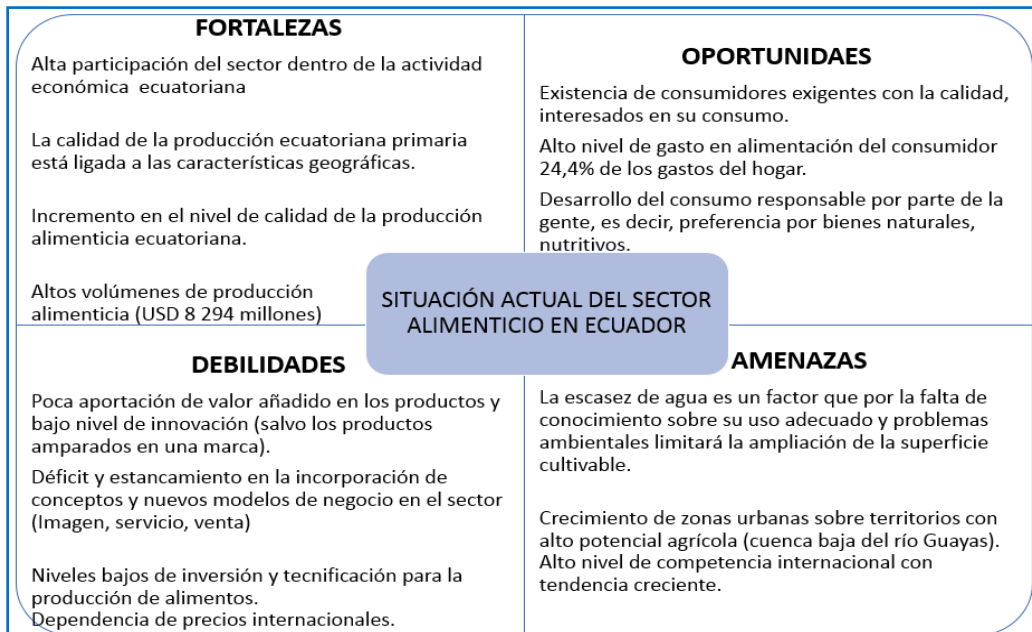 FORTALEZAS
Alta participación del sector dentro de la actividad
económica ecuatoriana
La calidad de la producción ecuatoriana primaria
está ligada a las características geográficas.
Incremento en el nivel de calidad de la producción
alimenticia ecuatoriana.
Altos volúmenes de producción
alimenticia (USD 8 294 millones)
OPORTUNIDAES
Existencia de consumidores exigentes con la calidad,
interesados en su consumo.
Alto nivel de gasto en alimentación del consumidor
24,4% de los gastos del hogar.
Desarrollo del consumo responsable por parte de la
gente, es decir, preferencia por bienes naturales,
nutritivos.
SITUACIÓN ACTUAL DEL SECTOR
ALIMENTICIO EN ECUADOR
DEBILIDADES
Poca aportación de valor añadido en los productos y
bajo nivel de innovación (salvo los productos
amparados en una marca).
Déficit y estancamiento en la incorporación de
conceptos y nuevos modelos de negocio en el sector
(Imagen, servicio, venta)
Niveles bajos de inversión y tecnificación para la
producción de alimentos.
Dependencia de precios internacionales.
AMENAZAS
La escasez de agua es un factor que por la falta de
conocimiento sobre su uso adecuado y problemas
ambientales limitará la ampliación de la superficie
cultivable.
Crecimiento de zonas urbanas sobre territorios con
alto potencial agrícola (cuenca baja del río Guayas).
Alto nivel de competencia internacional con
tendencia creciente.